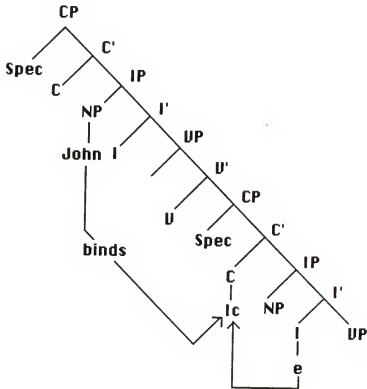 CP
Spec C'
C IP
NP I'
John I VP
V'
V CP
Spec C'
binds
C IP
Ic NP I'
I VP
e